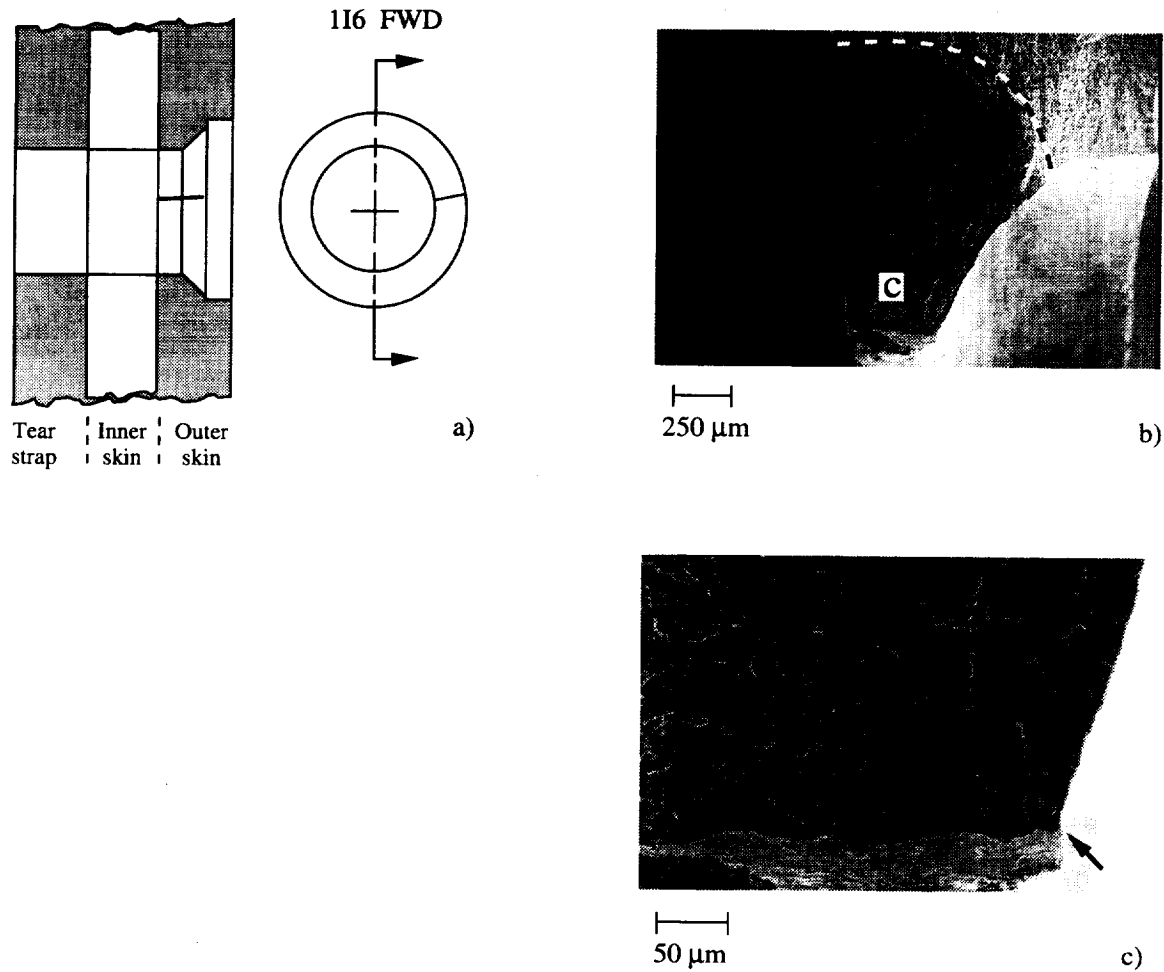 1I6 FWD
Tear strap
Inner skin
Outer skin
a)
C
250 μm
b)
50 μm
c)